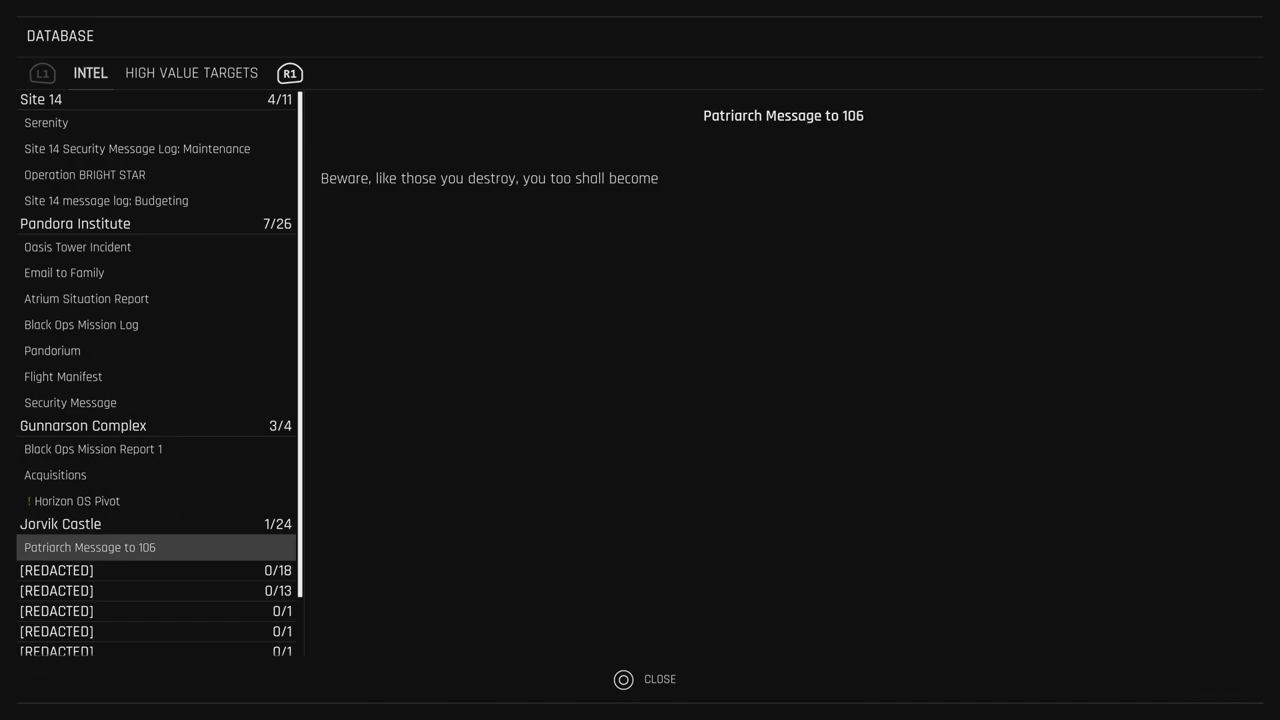 DATABASE
L1 INTEL HIGH VALUE TARGETS R1
Site 14 4/11
Serenity
Site 14 Security Message Log: Maintenance
Operation BRIGHT STAR
Site 14 message log: Budgeting
Pandora Institute 7/26
Oasis Tower Incident
Email to Family
Atrium Situation Report
Black Ops Mission Log
Pandorium
Flight Manifest
Security Message
Gunnarson Complex 3/4
Black Ops Mission Report 1
Acquisitions
! Horizon OS Pivot
Jorvik Castle 1/24
Patriarch Message to 106
[REDACTED] 0/18
[REDACTED] 0/13
[REDACTED] 0/1
[REDACTED] 0/1
[REDACTED] 0/1
Patriarch Message to 106
Beware, like those you destroy, you too shall become
CLOSE